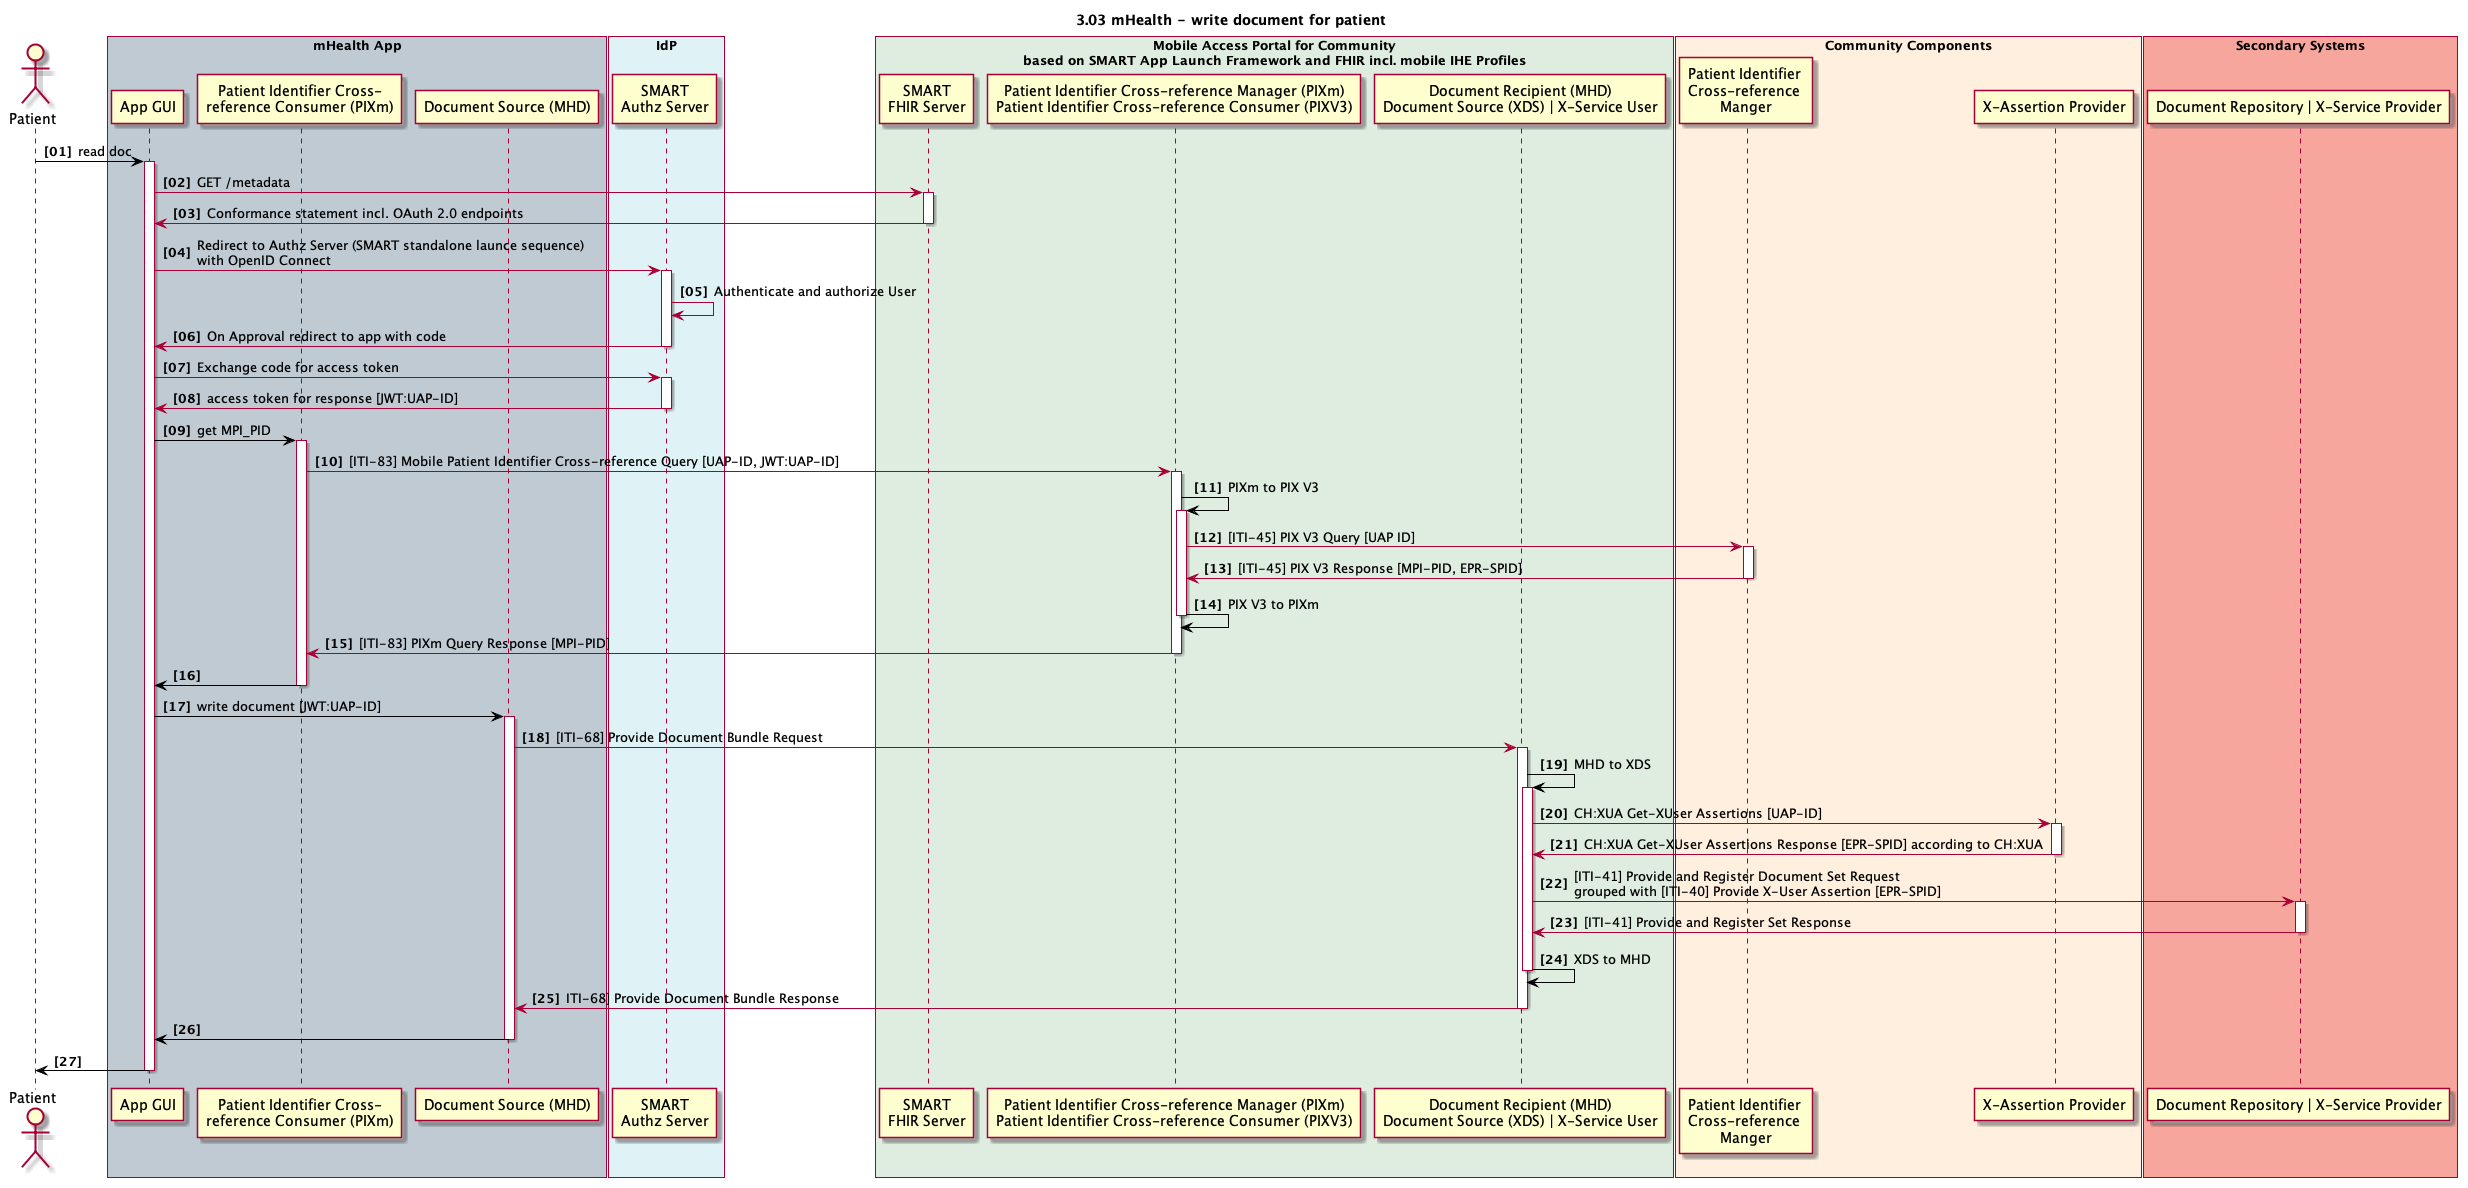 3.03 mHealth - write document for patient
mHealth App
IdP
Mobile Access Portal for Community
based on SMART App Launch Framework and FHIR incl. mobile IHE Profiles
Community Components
Secondary Systems
Patient
App GUI
Patient Identifier Cross-
reference Consumer (PIXm)
Document Source (MHD)
SMART
Authz Server
SMART
FHIR Server
Patient Identifier Cross-reference Manager (PIXm)
Patient Identifier Cross-reference Consumer (PIXV3)
Document Recipient (MHD)
Document Source (XDS) | X-Service User
Patient Identifier
Cross-reference
Manger
X-Assertion Provider
Document Repository | X-Service Provider
[01] read doc
[02] GET /metadata
[03] Conformance statement incl. OAuth 2.0 endpoints
[04] Redirect to Authz Server (SMART standalone launce sequence)
with OpenID Connect
[05] Authenticate and authorize User
[06] On Approval redirect to app with code
[07] Exchange code for access token
[08] access token for response [JWT:UAP-ID]
[09] get MPI_PID
[10] [ITI-83] Mobile Patient Identifier Cross-reference Query [UAP-ID, JWT:UAP-ID]
[11] PIXm to PIX V3
[12] [ITI-45] PIX V3 Query [UAP ID]
[13] [ITI-45] PIX V3 Response [MPI-PID, EPR-SPID]
[14] PIX V3 to PIXm
[15] [ITI-83] PIXm Query Response [MPI-PID]
[16]
[17] write document [JWT:UAP-ID]
[18] [ITI-68] Provide Document Bundle Request
[19] MHD to XDS
[20] CH:XUA Get-XUser Assertions [UAP-ID]
[21] CH:XUA Get-XUser Assertions Response [EPR-SPID] according to CH:XUA
[22] [ITI-41] Provide and Register Document Set Request
grouped with [ITI-40] Provide X-User Assertion [EPR-SPID]
[23] [ITI-41] Provide and Register Set Response
[24] XDS to MHD
[25] ITI-68] Provide Document Bundle Response
[26]
[27]
Patient
App GUI
Patient Identifier Cross-
reference Consumer (PIXm)
Document Source (MHD)
SMART
Authz Server
SMART
FHIR Server
Patient Identifier Cross-reference Manager (PIXm)
Patient Identifier Cross-reference Consumer (PIXV3)
Document Recipient (MHD)
Document Source (XDS) | X-Service User
Patient Identifier
Cross-reference
Manger
X-Assertion Provider
Document Repository | X-Service Provider